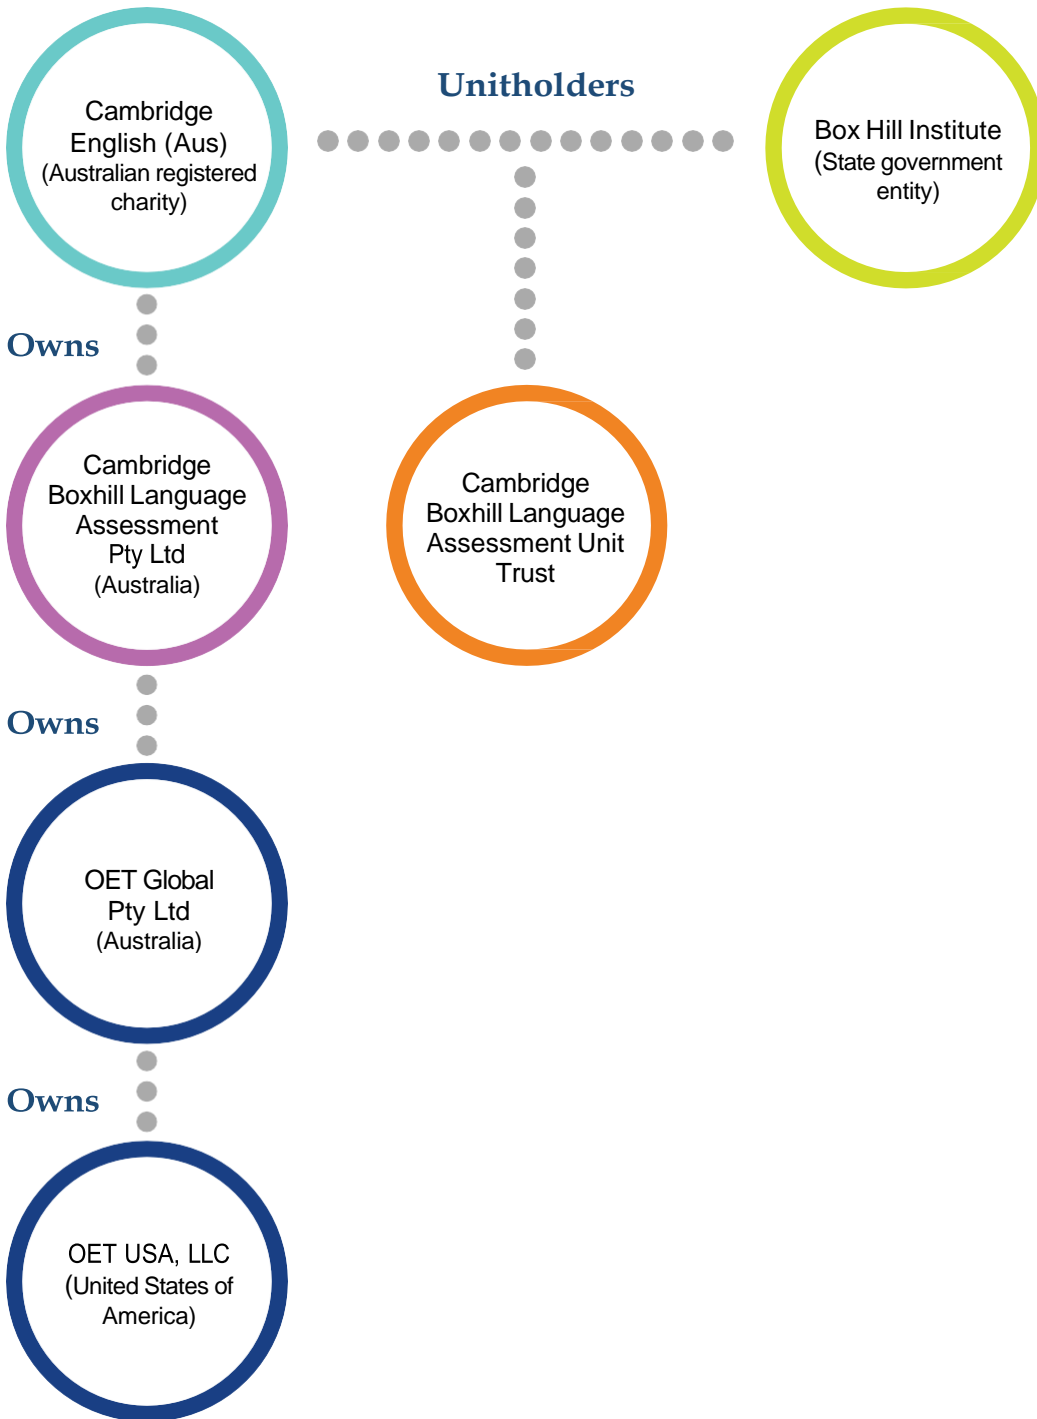 Unitholders
Cambridge
English (Aus)
(Australian registered
charity)
Box Hill Institute
(State government
entity)
Owns
Cambridge
Boxhill Language
Assessment
Pty Ltd
(Australia)
Cambridge
Boxhill Language
Assessment Unit
Trust
Owns
OET Global
Pty Ltd
(Australia)
Owns
OET USA, LLC
(United States of
America)